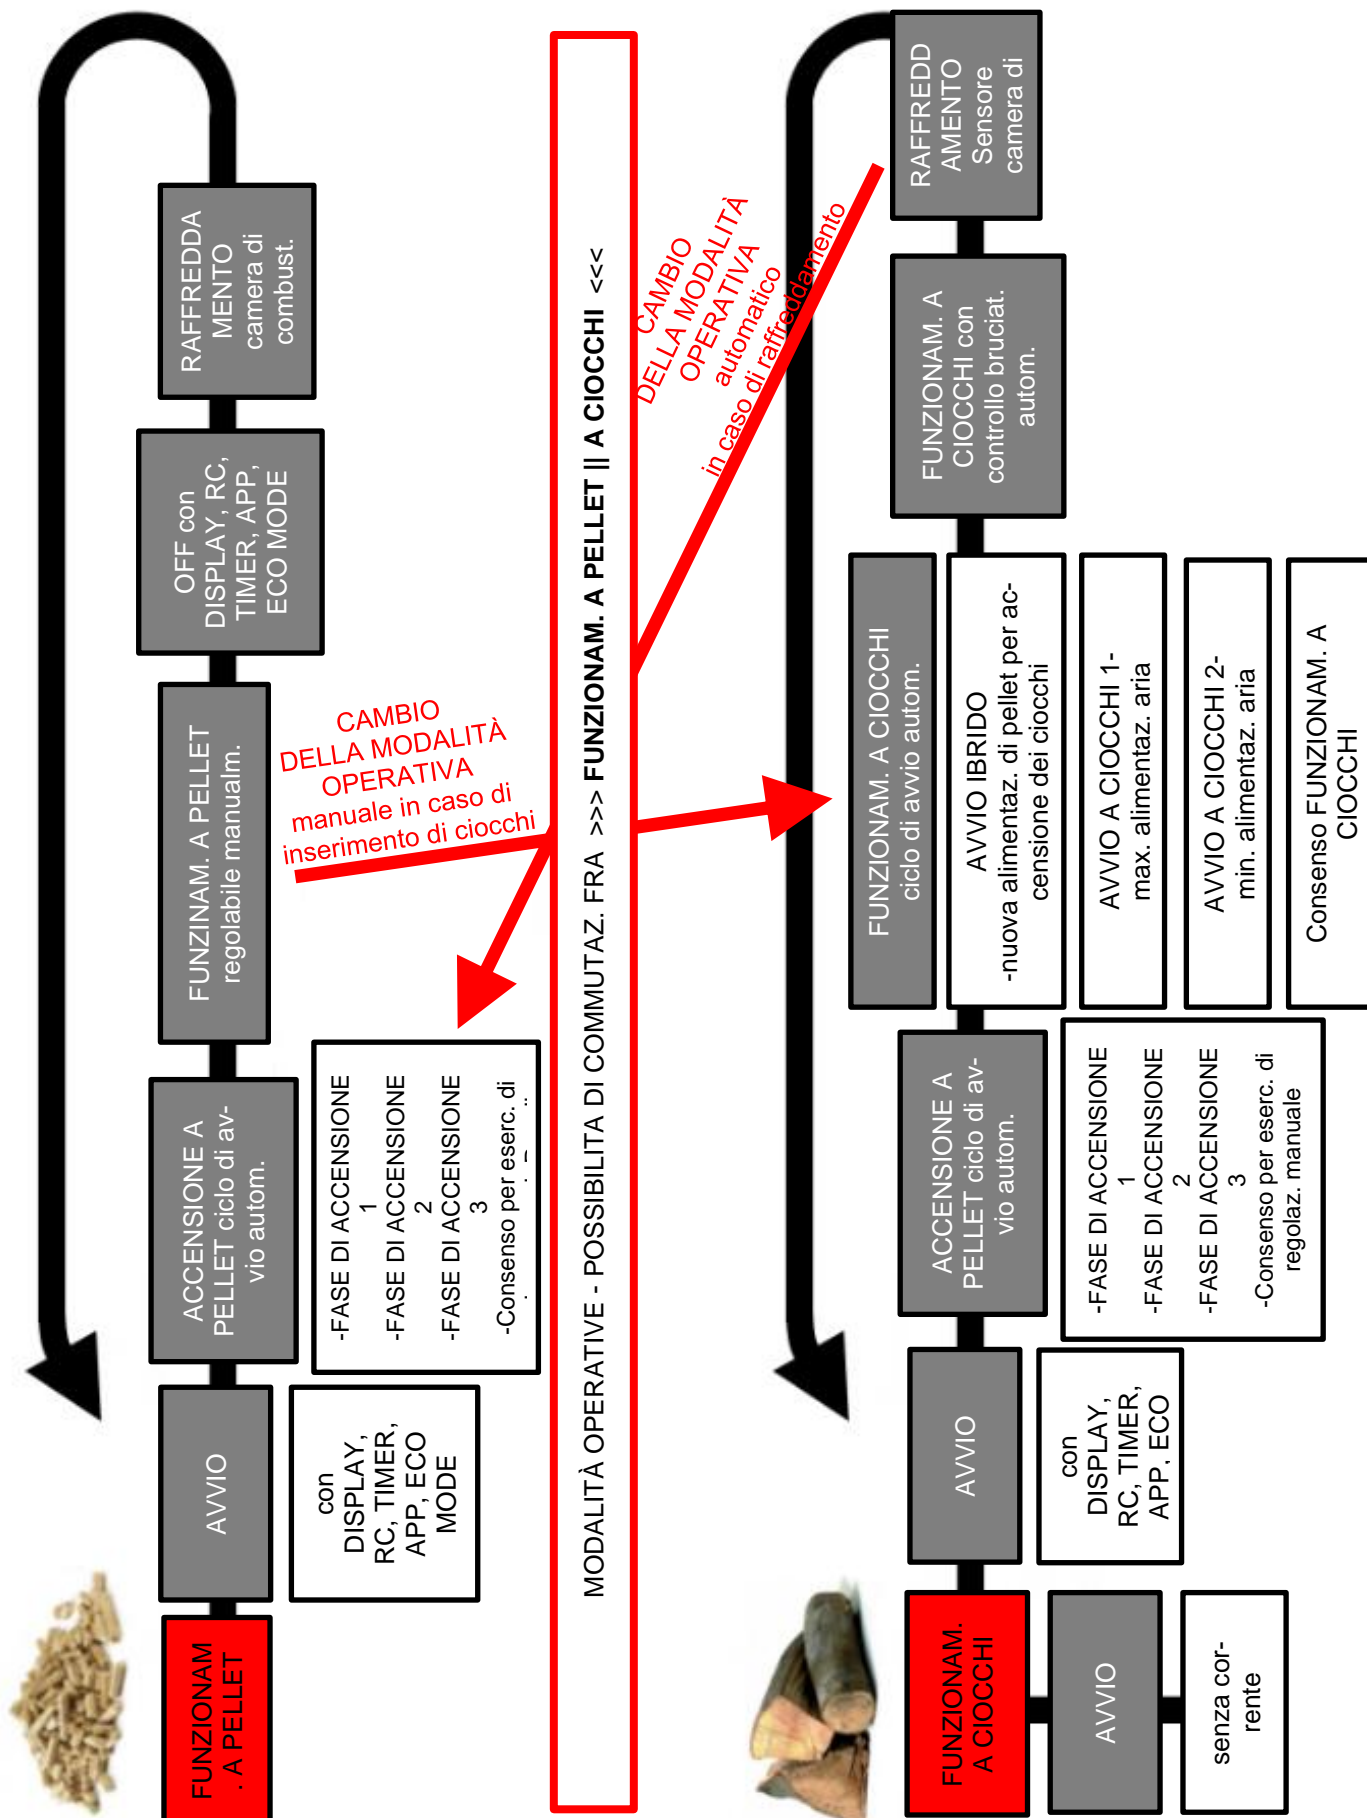 FUNZIONAM
. A PELLET
AVVIO
con
DISPLAY,
RC, TIMER,
APP, ECO
MODE
ACCENSIONE A
PELLET ciclo di av-
vio autom.
-FASE DI ACCENSIONE
1
-FASE DI ACCENSIONE
2
-FASE DI ACCENSIONE
3
-Consenso per eserc. di
FUNZINAM. A PELLET
regolabile manualm.
OFF con
DISPLAY, RC,
TIMER, APP,
ECO MODE
RAFFREDDA
MENTO
camera di
combust.
CAMBIO
DELLA MODALITÀ
OPERATIVA
manuale in caso di
inserimento di ciocchi
MODALITÀ OPERATIVE - POSSIBILITA DI COMMUTAZ. FRA >>> FUNZIONAM. A PELLET || A CIOCCHI <<<
CAMBIO
DELLA MODALITÀ
OPERATIVA
automatico
in caso di raffreddamento
FUNZIONAM.
A CIOCCHI
AVVIO
senza cor-
rente
AVVIO
con
DISPLAY,
RC, TIMER,
APP, ECO
ACCENSIONE A
PELLET ciclo di av-
vio autom.
-FASE DI ACCENSIONE
1
-FASE DI ACCENSIONE
2
-FASE DI ACCENSIONE
3
-Consenso per eserc. di
regolaz. manuale
FUNZIONAM. A CIOCCHI
ciclo di avvio autom.
AVVIO IBRIDO
-nuova alimentaz. di pellet per ac-
censione dei ciocchi
AVVIO A CIOCCHI 1-
max. alimentaz. aria
AVVIO A CIOCCHI 2-
min. alimentaz. aria
Consenso FUNZIONAM. A
CIOCCHI
FUNZIONAM. A
CIOCCHI con
controllo bruciat.
autom.
RAFFREDD
AMENTO
Sensore
camera di